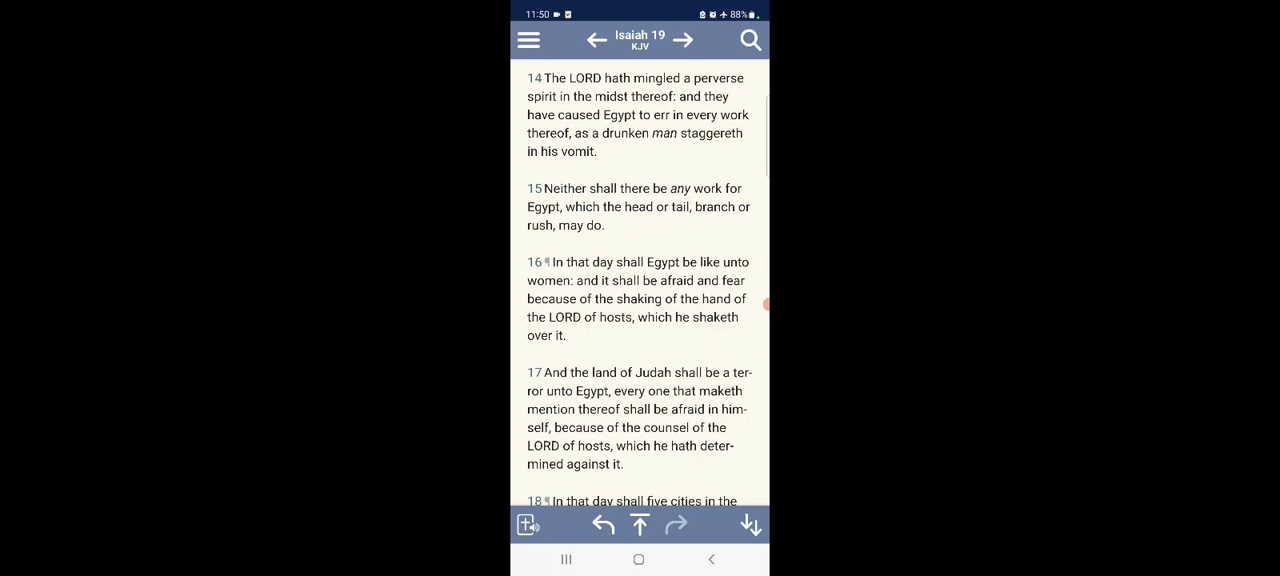 11:50
88%
Isaiah 19
KJV
14 The LORD hath mingled a perverse
spirit in the midst thereof: and they
have caused Egypt to err in every work
thereof, as a drunken man staggereth
in his vomit.
15 Neither shall there be any work for
Egypt, which the head or tail, branch or
rush, may do.
16 ¶ In that day shall Egypt be like unto
women: and it shall be afraid and fear
because of the shaking of the hand of
the LORD of hosts, which he shaketh
over it.
17 And the land of Judah shall be a ter-
ror unto Egypt, every one that maketh
mention thereof shall be afraid in him-
self, because of the counsel of the
LORD of hosts, which he hath deter-
mined against it.
18 ¶ In that day shall five cities in the